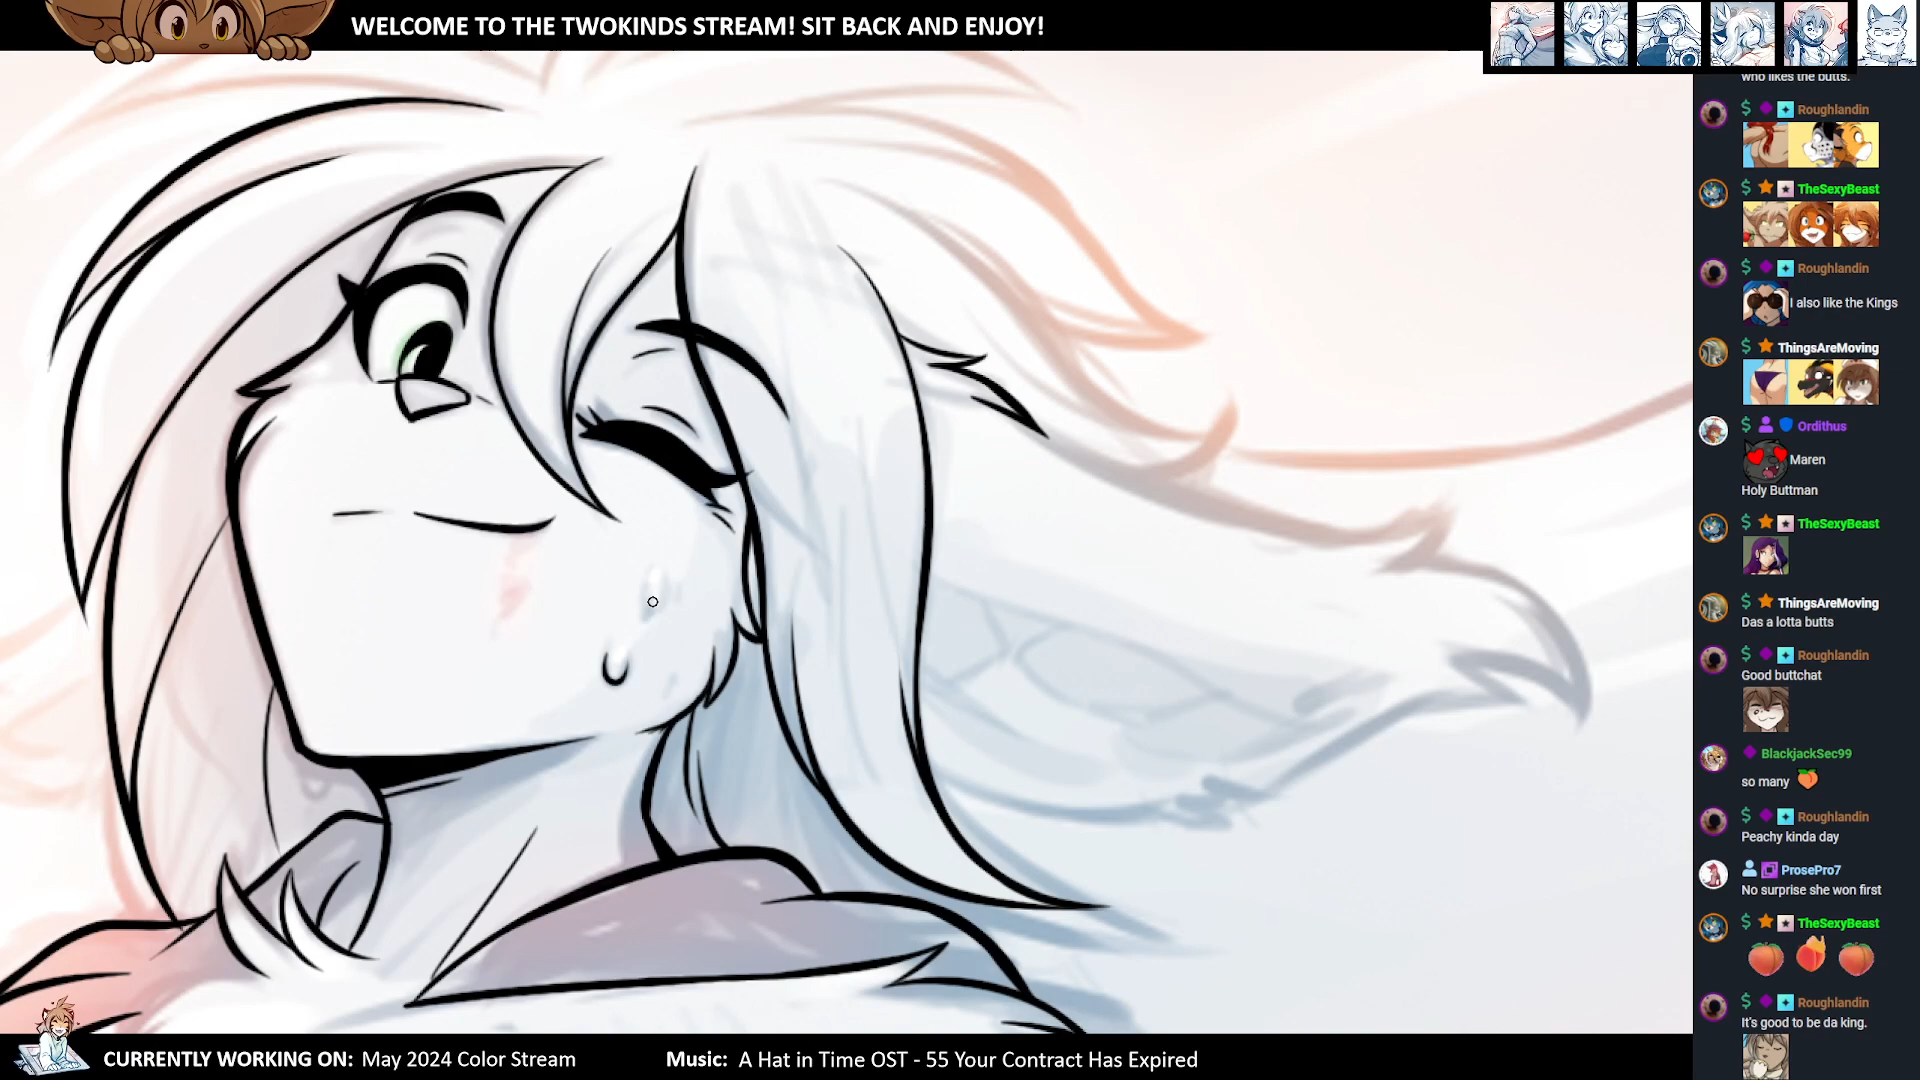 WELCOME TO THE TWOKINDS STREAM! SIT BACK AND ENJOY!
who likes the butts.
Roughlandin
TheSexyBeast
Roughlandin
I also like the Kings
ThingsAreMoving
Ordithus
Maren
Holy Buttman
TheSexyBeast
ThingsAreMoving
Das a lotta butts
Roughlandin
Good buttchat
BlackjackSec99
so many
Roughlandin
Peachy kinda day
ProsePro7
No surprise she won first
TheSexyBeast
Roughlandin
It's good to be da king.
CURRENTLY WORKING ON: May 2024 Color Stream
Music: A Hat in Time OST - 55 Your Contract Has Expired